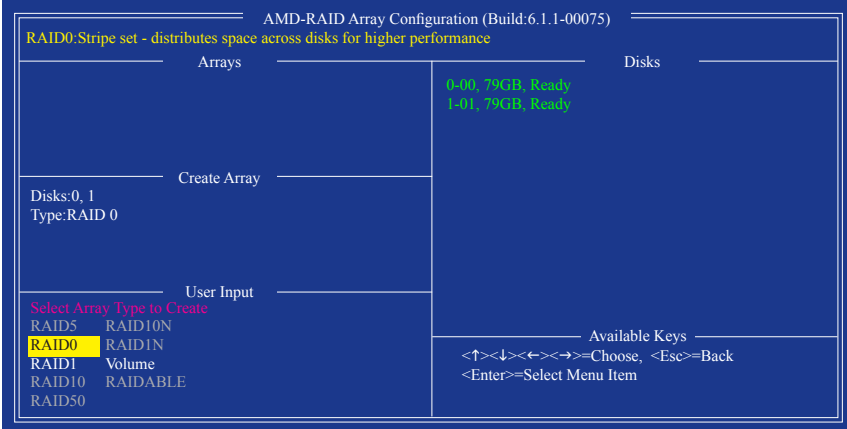 AMD-RAID Array Configuration (Build:6.1.1-00075)
RAID0:Stripe set - distributes space across disks for higher performance
Arrays
Create Array
Disks:0, 1
Type:RAID 0
User Input
Select Array Type to Create
RAID5 RAID10N
RAID0 RAID1N
RAID1 Volume
RAID10 RAIDABLE
RAID50
Disks
0-00, 79GB, Ready
1-01, 79GB, Ready
Available Keys
<↑><↓><←><→>=Choose, <Esc>=Back
<Enter>=Select Menu Item